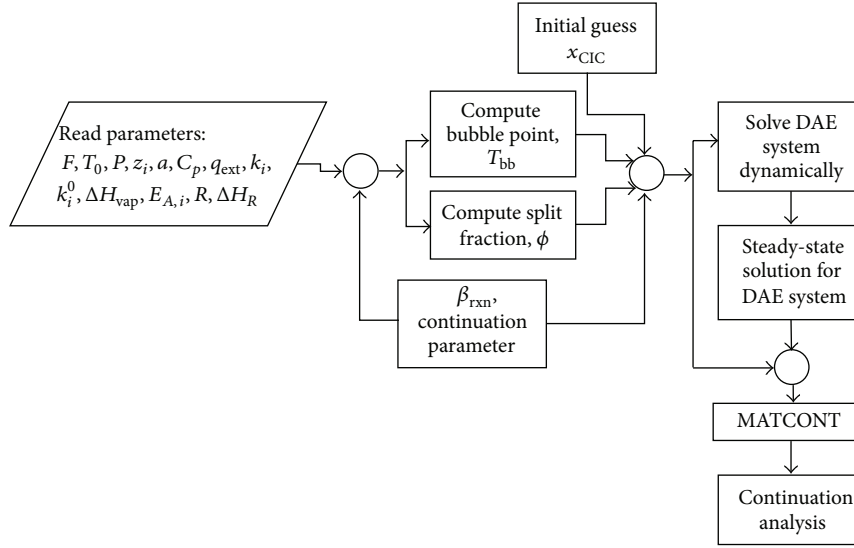 Initial guess
x_CIC
Read parameters:
F, T_0, P, z_i, a, C_p, q_ext, k_i,
k_i^0, ΔH_vap, E_{A,i}, R, ΔH_R
Compute
bubble point,
T_bb
Compute split
fraction, ϕ
β_rxn,
continuation
parameter
Solve DAE
system
dynamically
Steady-state
solution for
DAE system
MATCONT
Continuation
analysis